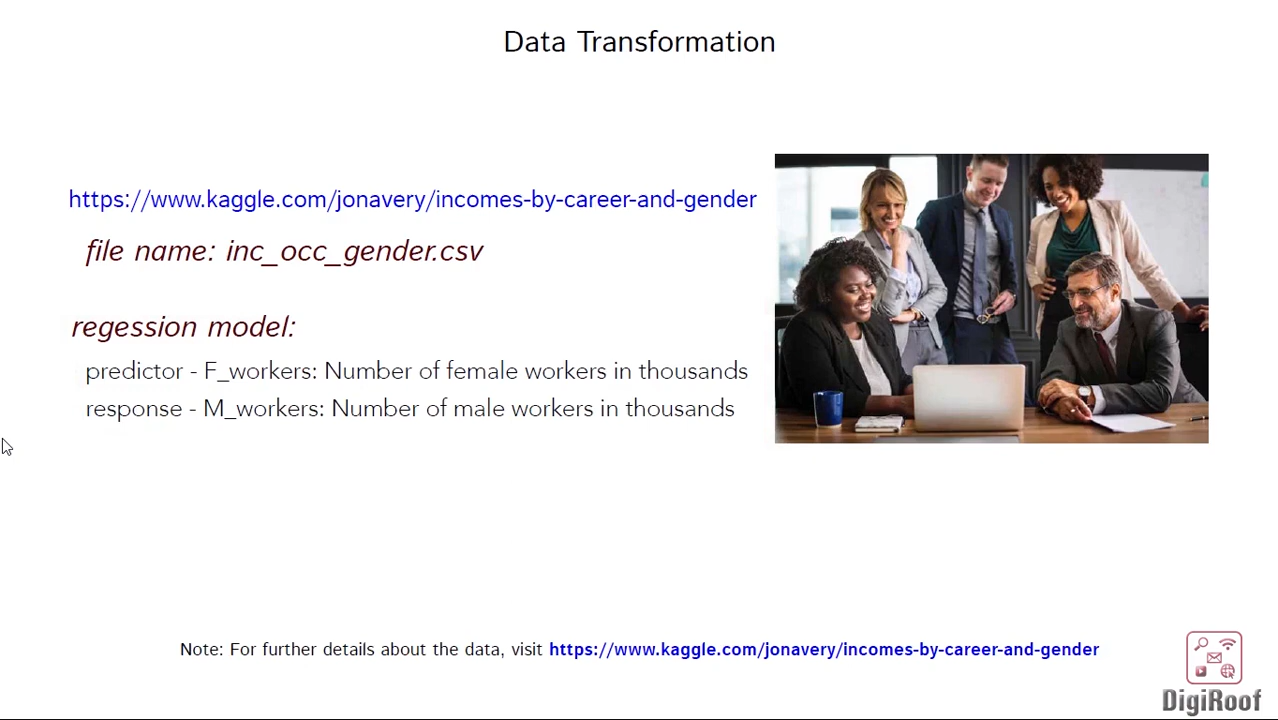 Data Transformation
https://www.kaggle.com/jonavery/incomes-by-career-and-gender
file name: inc_occ_gender.csv
regession model:
predictor - F_workers: Number of female workers in thousands
response - M_workers: Number of male workers in thousands
Note: For further details about the data, visit https://www.kaggle.com/jonavery/incomes-by-career-and-gender
DigiRoof